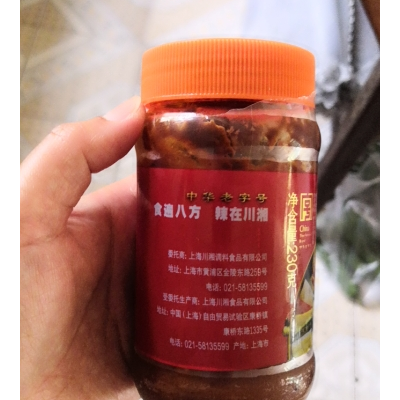 中华老字号
食遍八方 辣在川湘
委托商: 上海川湘调料食品有限公司
地址: 上海市黄浦区金陵东路256号
电话: 021-58135599
受委托生产商: 上海川湘食品有限公司
地址: 中国(上海)自由贸易试验区康桥镇
康桥东路1335号
电话: 021-58135599 产地: 上海市
净含量230克
China